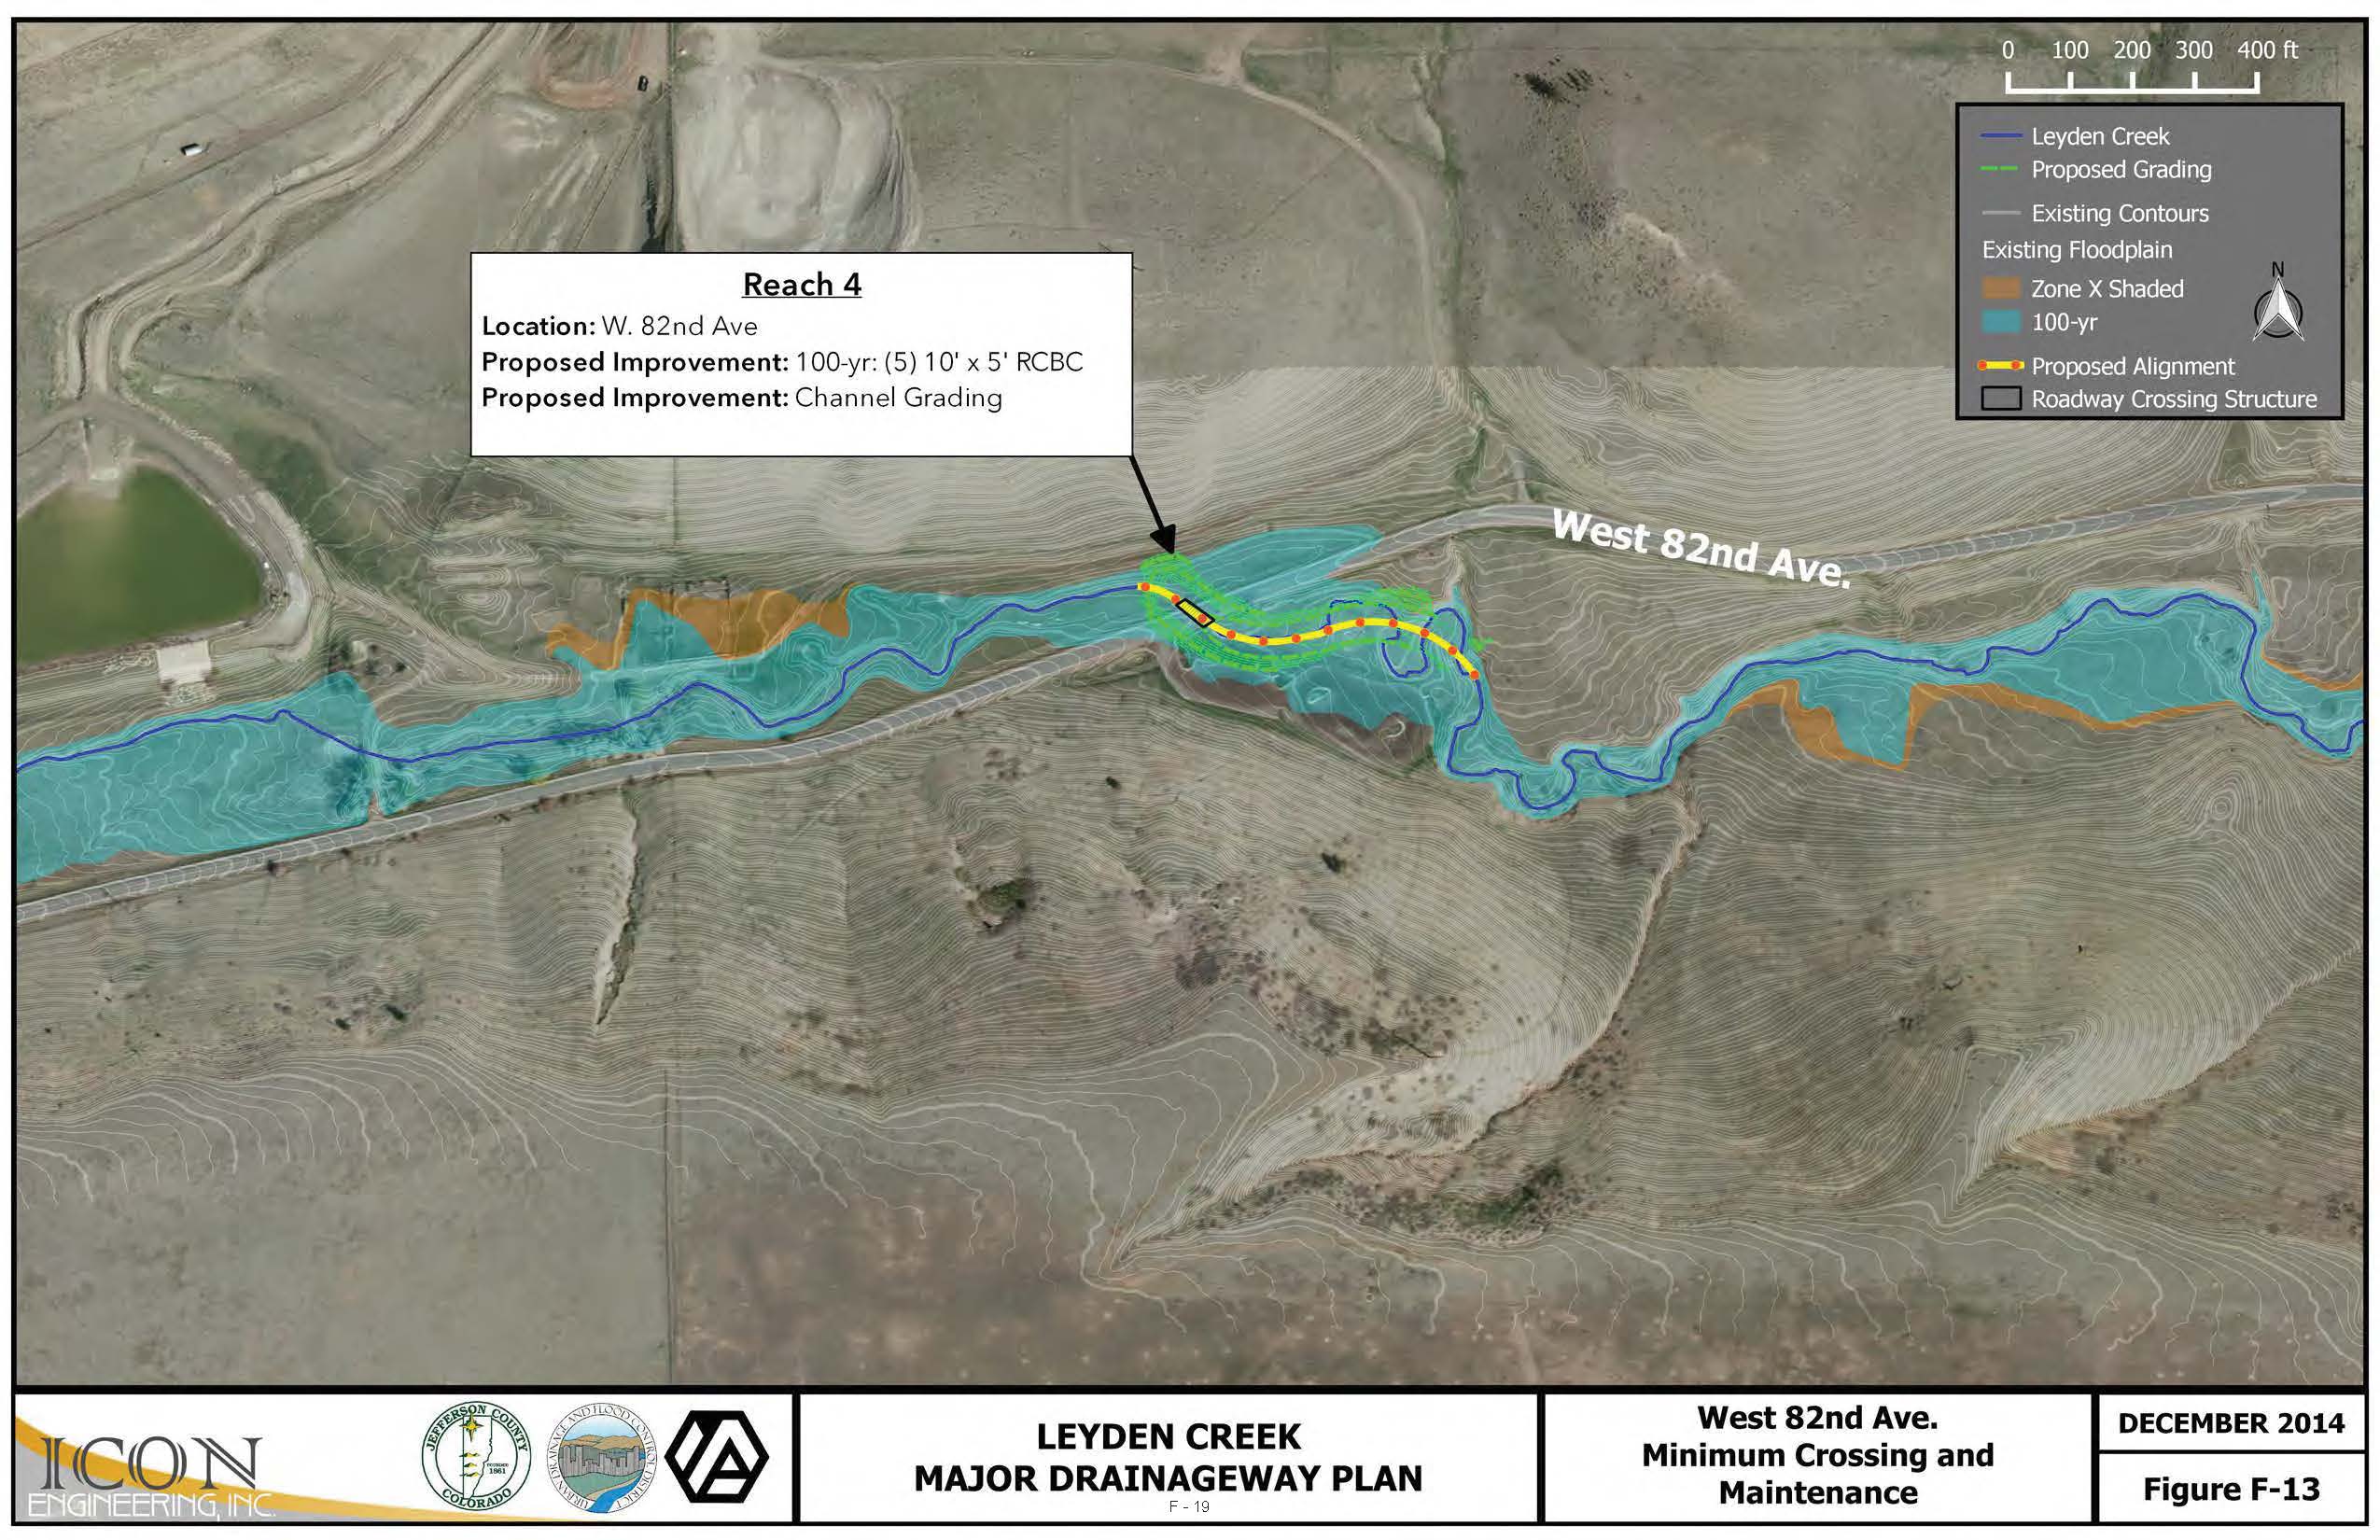 0 100 200 300 400 ft
Leyden Creek
Proposed Grading
Existing Contours
Existing Floodplain
Zone X Shaded
100-yr
Proposed Alignment
Roadway Crossing Structure
N
Reach 4
Location: W. 82nd Ave
Proposed Improvement: 100-yr: (5) 10' x 5' RCBC
Proposed Improvement: Channel Grading
West 82nd Ave.
ICON
ENGINEERING, INC.
JEFFERSON COUNTY
FOUNDED
1861
COLORADO
URBAN DRAINAGE AND FLOOD CONTROL DISTRICT
LEYDEN CREEK
MAJOR DRAINAGEWAY PLAN
F - 19
West 82nd Ave.
Minimum Crossing and
Maintenance
DECEMBER 2014
Figure F-13